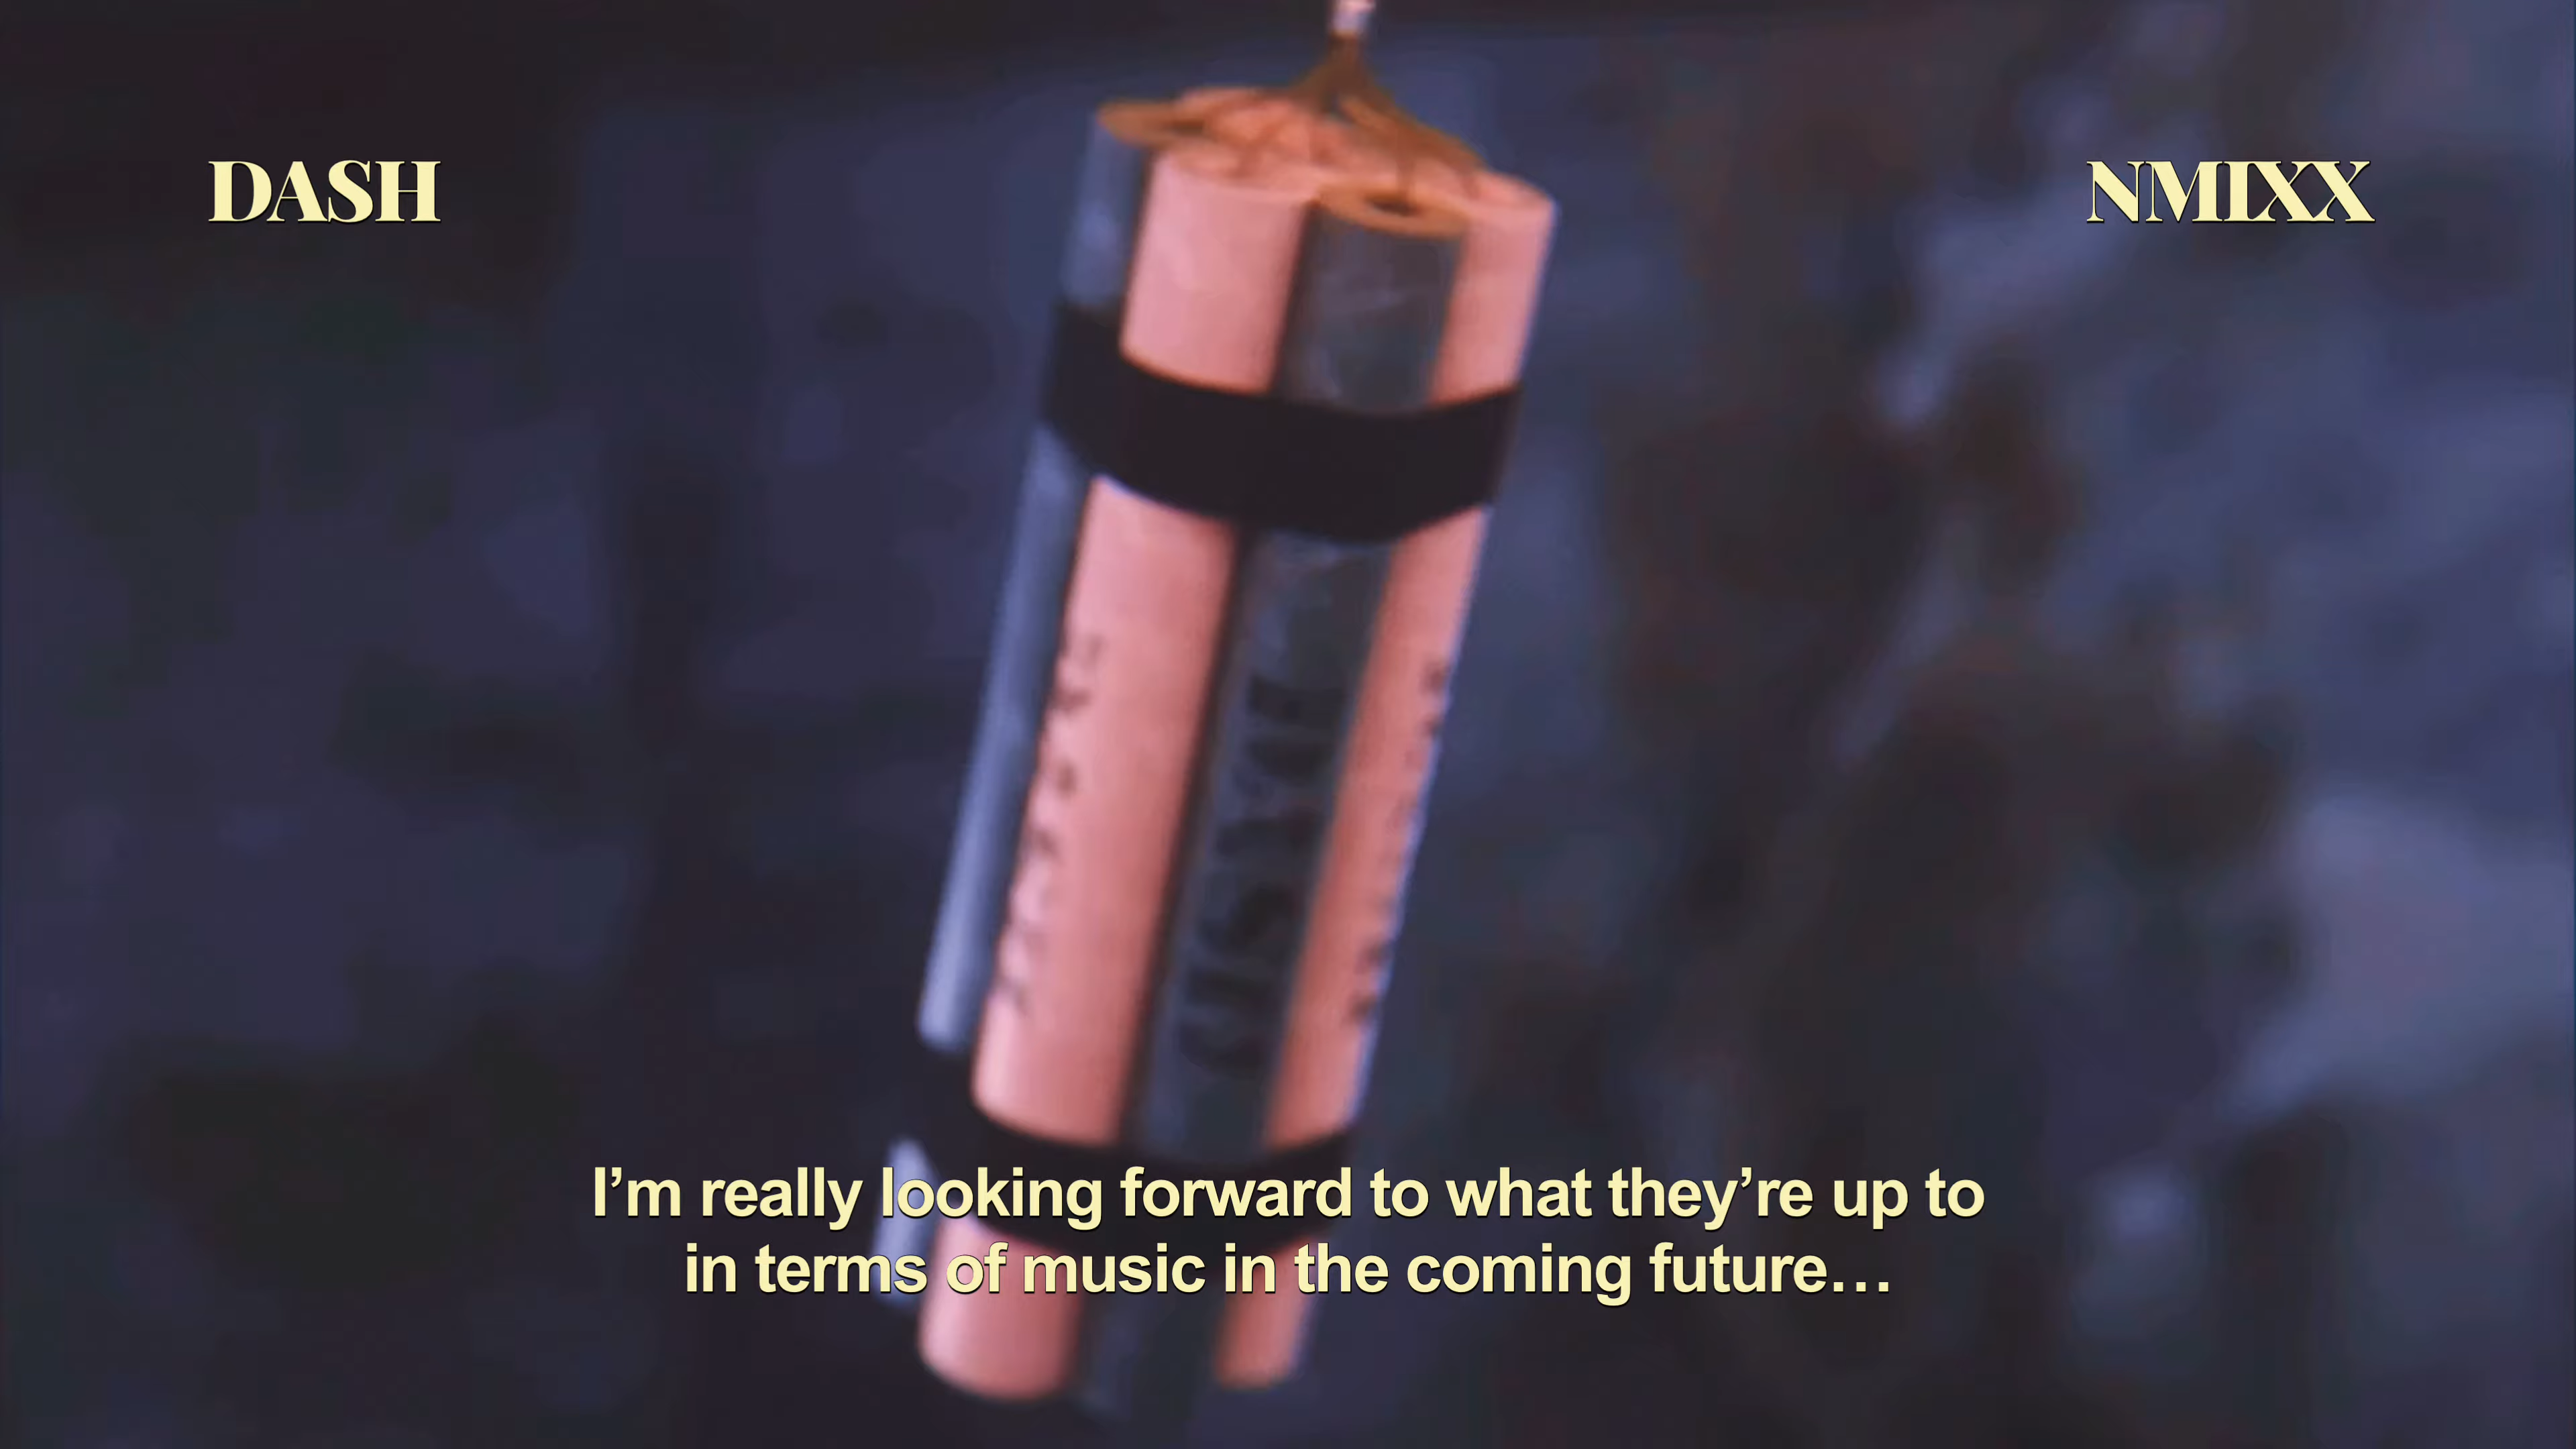 DASH
NMIXX
I’m really looking forward to what they’re up to
in terms of music in the coming future…